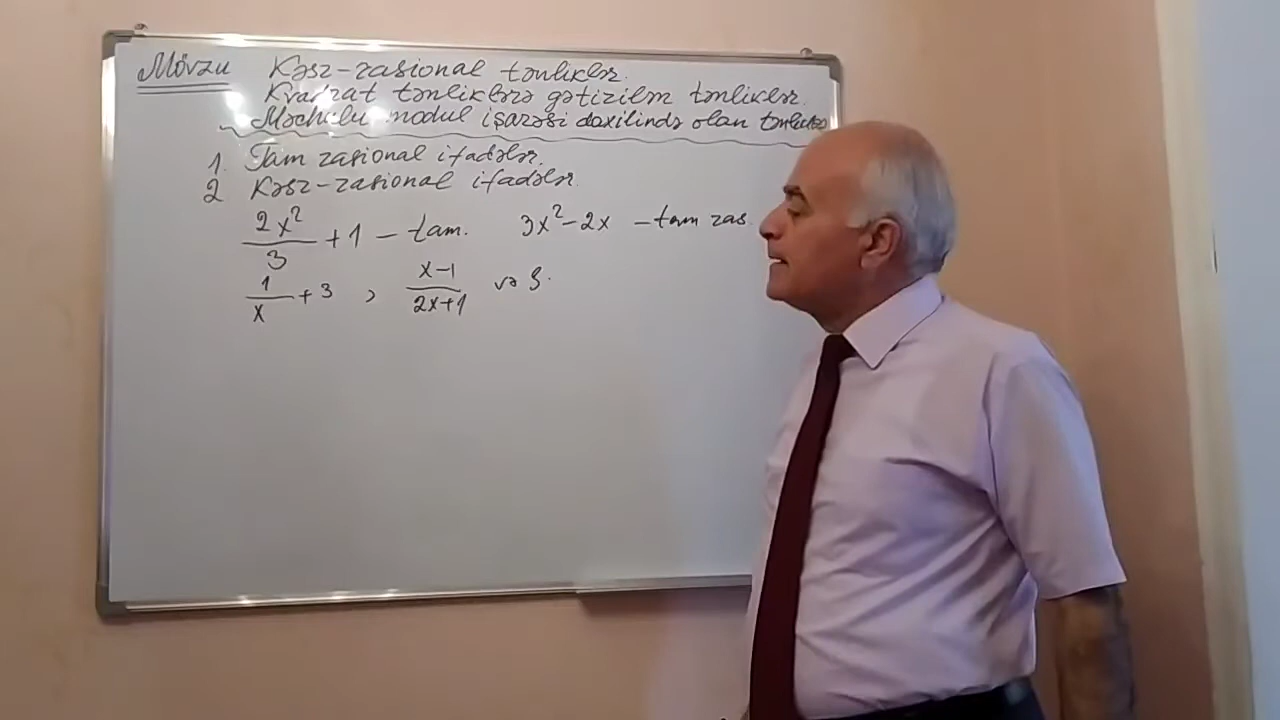 Mövzu Kəsr-rasional tənliklər.
Kvadrat tənliklərə gətirilən tənliklər.
Məchulu modul işarəsi daxilində olan tənliklər
1. Tam rasional ifadələr.
2 Kəsr-rasional ifadələr.
2x²/3 + 1 – tam. 3x² – 2x – tam ras.
1/x + 3 , x–1/2x+1 və s.